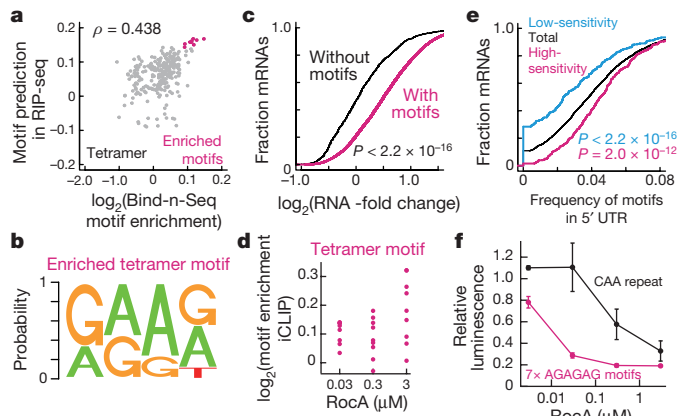 a
ρ = 0.438
Motif prediction
in RIP-seq
0.2
0.1
0
−0.1
−0.2
Tetramer
Enriched
motifs
−2.0
−1.0
0
0.1
0.2
log2(Bind-n-Seq
motif enrichment)
b
Enriched tetramer motif
Probability
1
0
G
A
A
G
A
G
G
A
T
c
Fraction mRNAs
1.0
0
Without
motifs
With
motifs
P < 2.2 × 10−16
−1.0
0
1.0
log2(RNA -fold change)
d
Tetramer motif
log2(motif enrichment
iCLIP)
0.3
0.2
0.1
0
0.03
0.3
3
RocA (μM)
e
Fraction mRNAs
1.0
0
Low-sensitivity
Total
High-
sensitivity
P < 2.2 × 10−16
P = 2.0 × 10−12
0
0.04
0.08
Frequency of motifs
in 5′ UTR
f
Relative
luminescence
1.2
1.0
0.8
0.6
0.4
0.2
0
CAA repeat
7× AGAGAG motifs
0.01
0.1
1
RocA (μM)